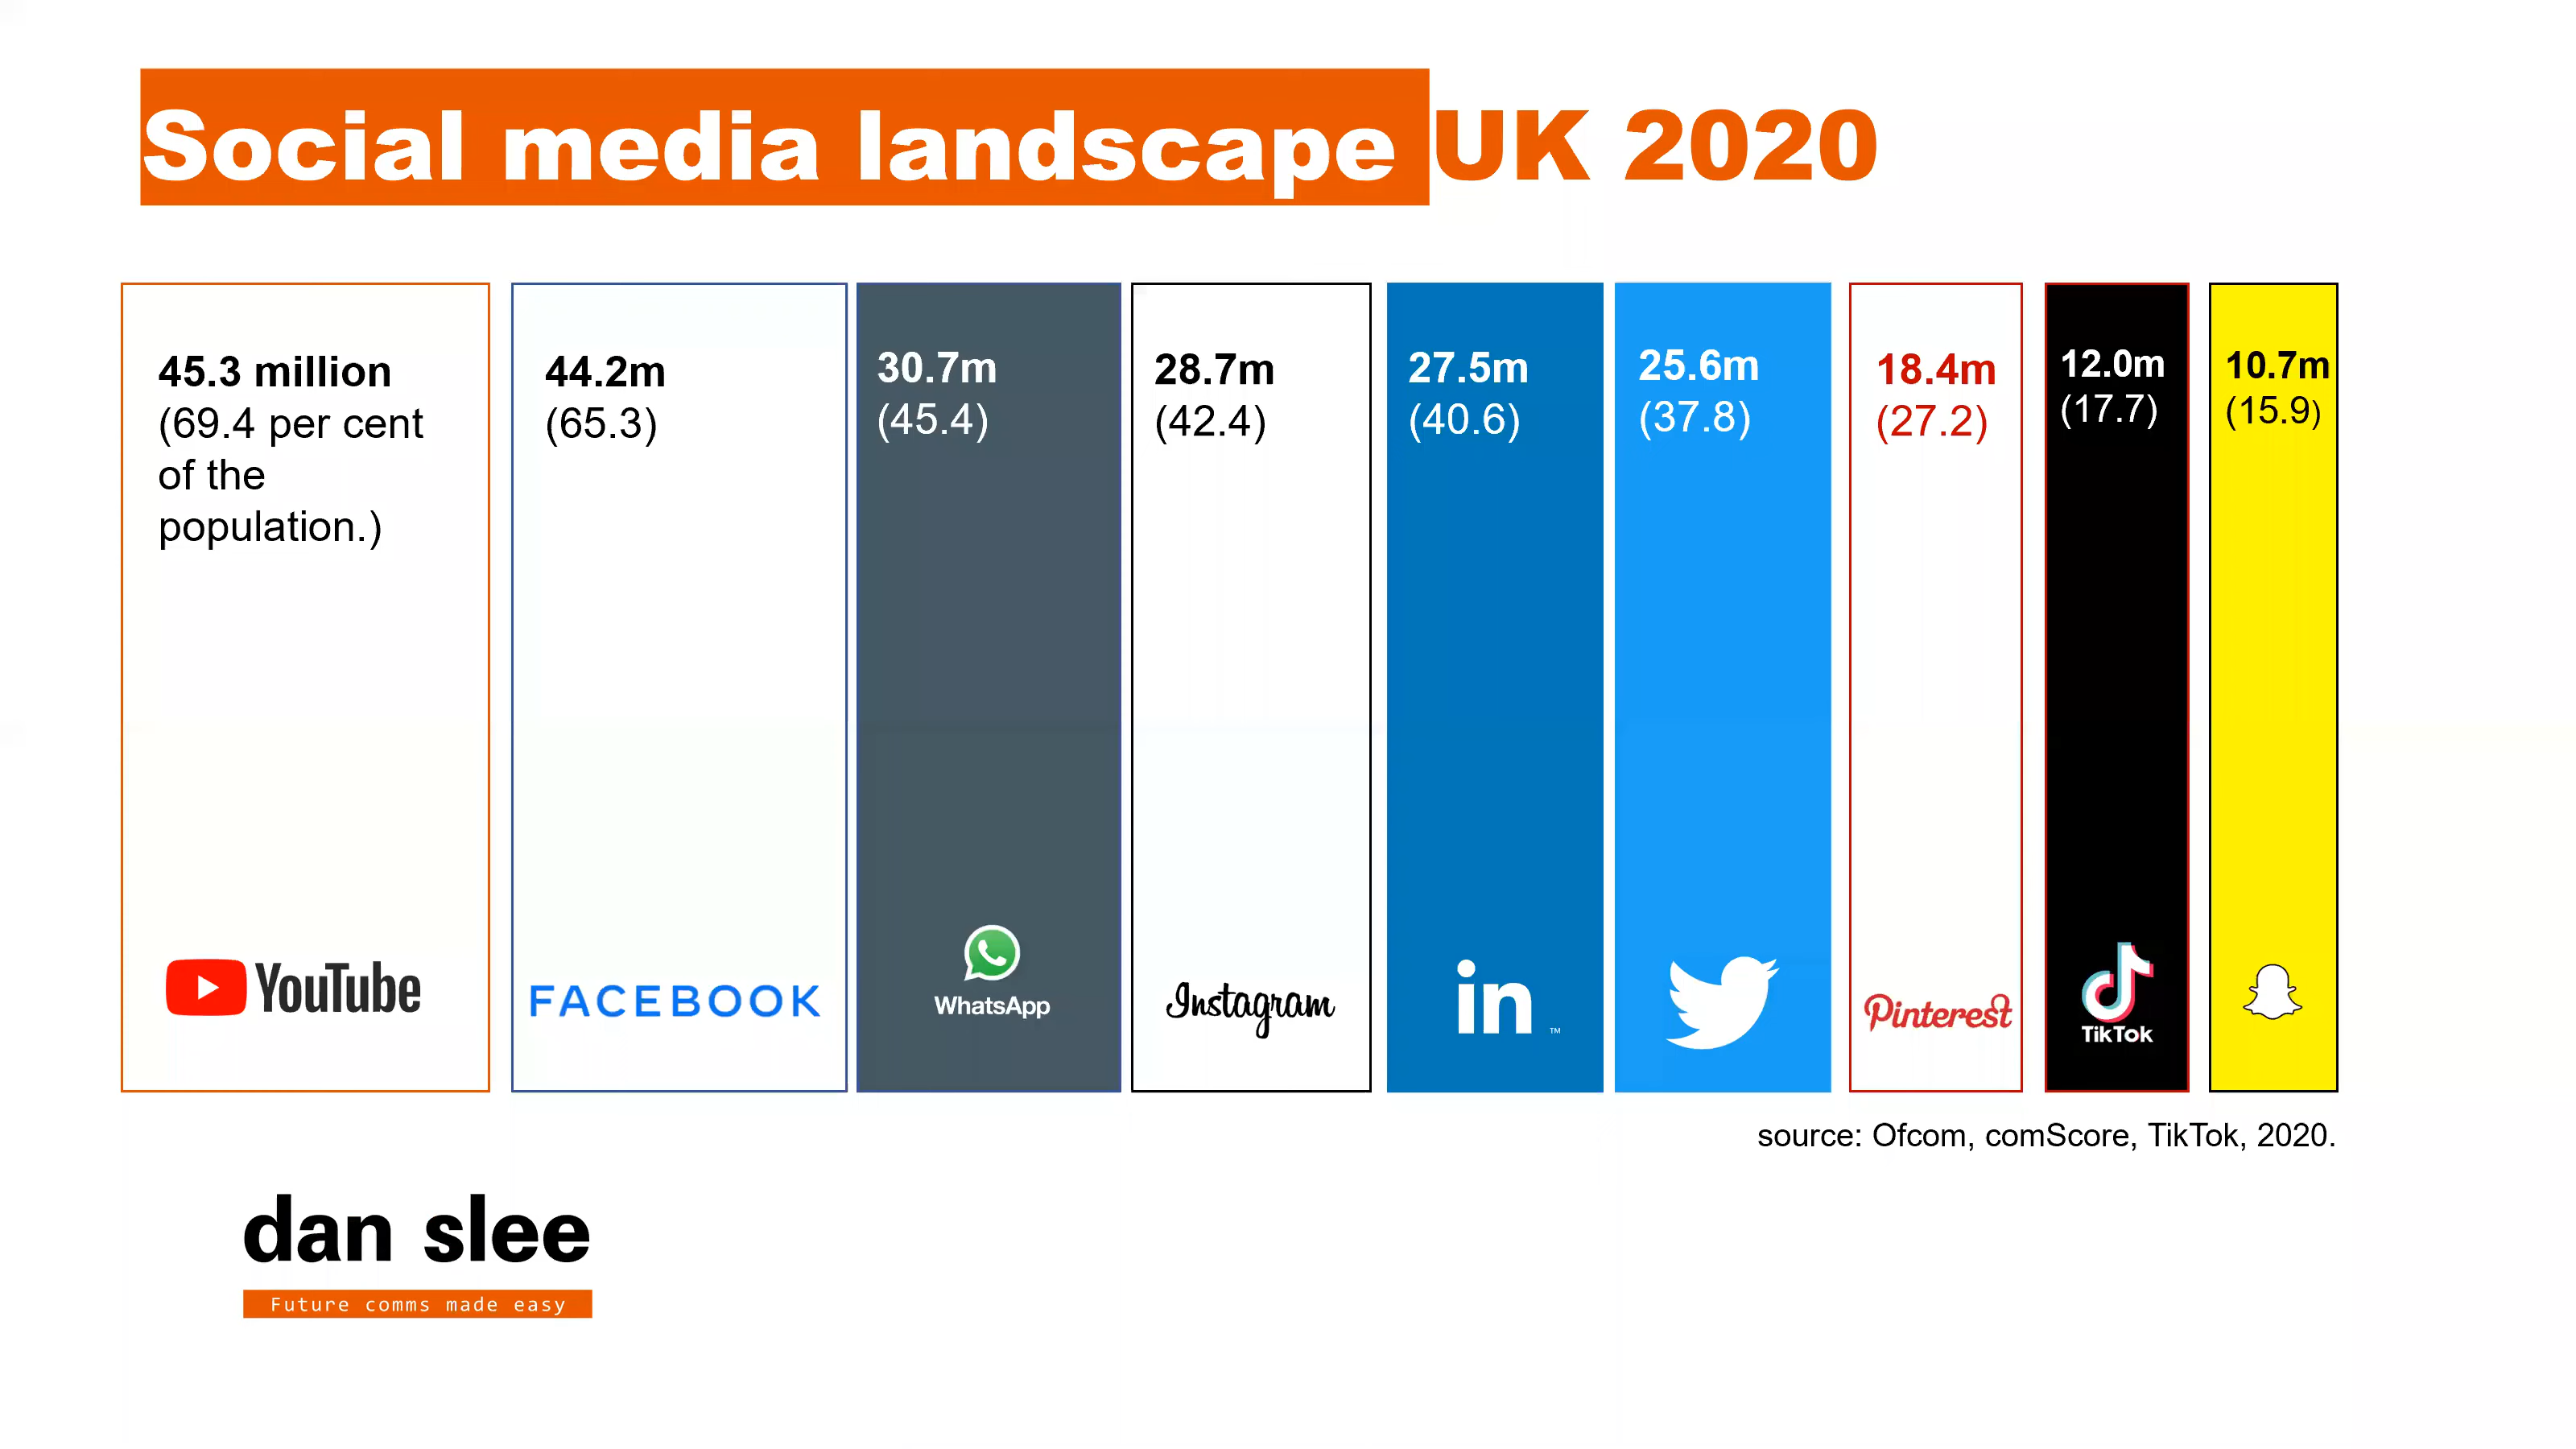 Social media landscape UK 2020
45.3 million
(69.4 per cent
of the
population.)
YouTube
44.2m
(65.3)
FACEBOOK
30.7m
(45.4)
WhatsApp
28.7m
(42.4)
Instagram
27.5m
(40.6)
in ™
25.6m
(37.8)
18.4m
(27.2)
Pinterest
12.0m
(17.7)
TikTok
10.7m
(15.9)
source: Ofcom, comScore, TikTok, 2020.
dan slee
Future comms made easy